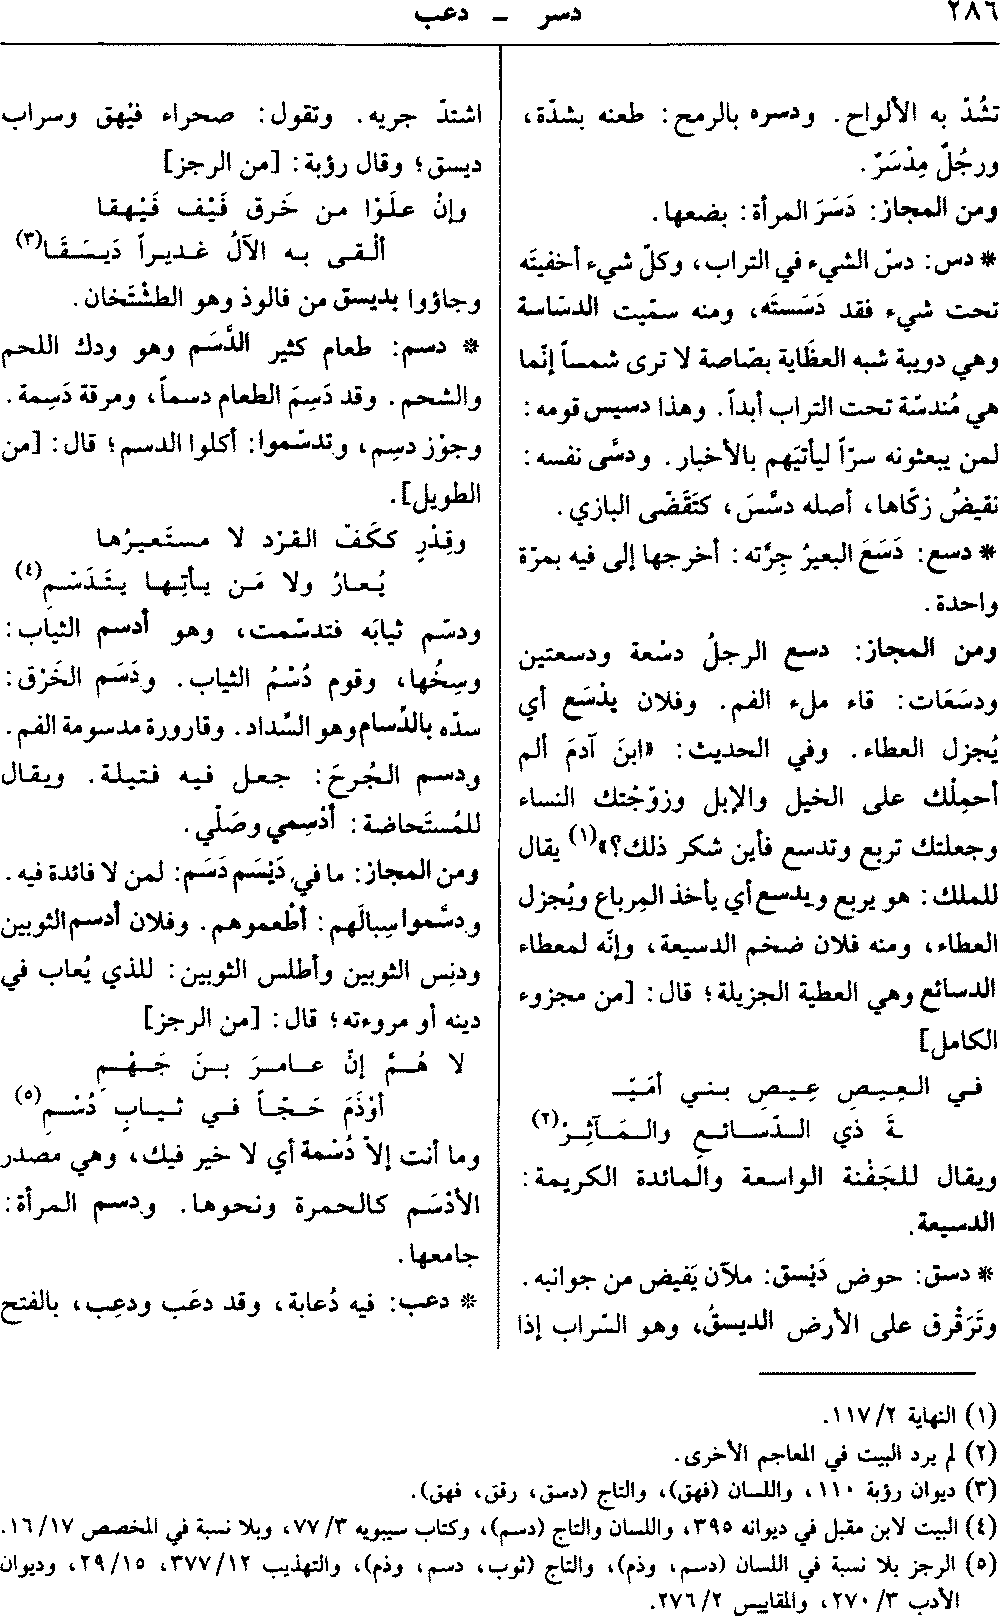 ٢٨٦
دسر - دعب
تشُدّ به الألواح. ودسره بالرمح: طعنه بشدّة،
ورجُلٌ مِدْسَرّ.
ومن المجاز: دَسَرَ المرأة: بضعها.
* دس: دسّ الشيء في التراب، وكلّ شيء أخفيتَه
تحت شيء فقد دَسَستَه، ومنه سمّيت الدسّاسة
وهي دويبة شبه العظَاية بصّاصة لا ترى شمساً إنّما
هي مُندسّة تحت التراب أبداً. وهذا دسيس قومه:
لمن يبعثونه سرّاً ليأتيَهم بالأخبار. ودسَّى نفسه:
نقيضُ زكّاها، أصله دسَّسَ، كتَقَضّى البازي.
* دسع: دَسَعَ البعيرُ جِرَّته: أخرجها إلى فيه بمرّة
واحدة.
ومن المجاز: دسع الرجلُ دسْعة ودسعتين
ودسَعَات: قاء ملء الفم. وفلان يدْسَع أي
يُجزل العطاء. وفي الحديث: «ابنَ آدمَ ألم
أحمِلْك على الخيل والإبل وزوّجْتك النساء
وجعلتك تربع وتدسع فأين شكر ذلك؟»(١) يقال
للملك: هو يربع ويدسع أي يأخذ المِرباع ويُجزل
العطاء، ومنه فلان ضخم الدسيعة، وإنّه لمعطاء
الدسائع وهي العطية الجزيلة؛ قال: [من مجزوء
الكامل]
في العِيصِ عِيصِ بني أمَيّـ
ـةَ ذي الدّسائعِ والمَآثِرْ(٢)
ويقال للجَفْنة الواسعة والمائدة الكريمة:
الدسيعة.
* دسق: حوض دَيْسق: ملآن يَفيض من جوانبه.
وتَرَقْرق على الأرض الديسقُ، وهو السّراب إذا
اشتدّ جريه. وتقول: صحراء فيْهق وسراب
ديسق؛ وقال رؤبة: [من الرجز]
وإنْ علَوْا من خَرق فَيْف فَيْهقا
ألْقى به الآلُ غديراً دَيسَقَا(٣)
وجاؤوا بديسق من فالوذ وهو الطشْتَخان.
* دسم: طعام كثير الدَّسَم وهو ودك اللحم
والشحم. وقد دَسِمَ الطعام دسماً، ومرقة دَسِمة.
وجوْز دسِم، وتدسّموا: أكلوا الدسم؛ قال: [من
الطويل].
وقِدْرٍ ككَفّ القرْد لا مستَعيرُها
يُعارُ ولا مَن يأتِها يتَدَسّمِ(٤)
ودسّم ثيابَه فتدسّمت، وهو أدسم الثياب:
وسِخُها، وقوم دُسْمُ الثياب. ودَسَم الخَرْق:
سدّه بالدِّسام وهو السِّداد. وقارورة مدسومة الفم.
ودسم الجُرحَ: جعل فيه فتيلة. ويقال
للمُستَحاضة: أدْسِمي وصَلّي.
ومن المجاز: ما في دَيْسَم دَسَم: لمن لا فائدة فيه.
ودسَّموا سِبالَهم: أطْعموهم. وفلان أدسم الثوبين
ودنِس الثوبين وأطلس الثوبين: للذي يُعاب في
دينه أو مروءته؛ قال: [من الرجز]
لا هُمَّ إنّ عامرَ بنَ جَهْمِ
أوْذَمَ حَجّاً في ثيابٍ دُسْمِ(٥)
وما أنت إلاّ دُسْمة أي لا خير فيك، وهي مصدر
الأدْسَم كالحمرة ونحوها. ودسم المرأة:
جامعها.
* دعب: فيه دُعابة، وقد دعَب ودعِب، بالفتح
(١) النهاية ٢/ ١١٧.
(٢) لم يرد البيت في المعاجم الأخرى.
(٣) ديوان رؤبة ١١٠، واللسان (فهق)، والتاج (دسق، رقق، فهق).
(٤) البيت لابن مقبل في ديوانه ٣٩٥، واللسان والتاج (دسم)، وكتاب سيبويه ٣/ ٧٧، وبلا نسبة في المخصص ١٧/ ١٦.
(٥) الرجز بلا نسبة في اللسان (دسم، وذم)، والتاج (ثوب، دسم، وذم)، والتهذيب ١٢/ ٣٧٧، ١٥/ ٢٩، وديوان
الأدب ٣/ ٢٧٠، والمقاييس ٢/ ٢٧٦.